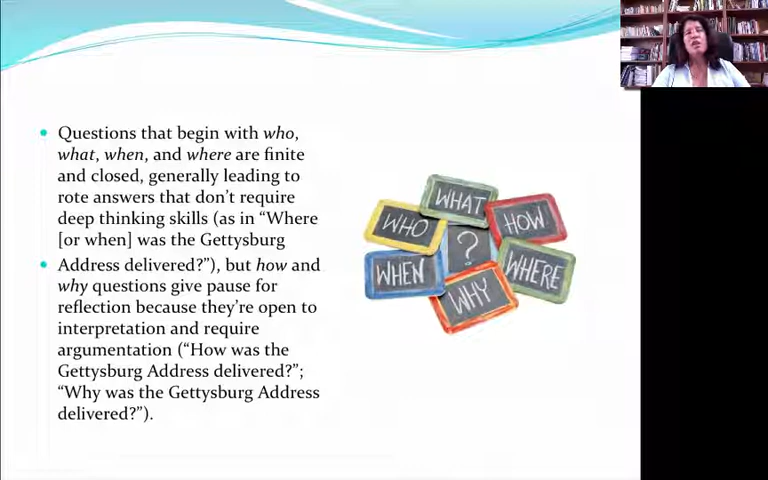 Questions that begin with who,
what, when, and where are finite
and closed, generally leading to
rote answers that don't require
deep thinking skills (as in “Where
[or when] was the Gettysburg
Address delivered?”), but how and
why questions give pause for
reflection because they're open to
interpretation and require
argumentation (“How was the
Gettysburg Address delivered?”;
“Why was the Gettysburg Address
delivered?”).
WHAT
WHO
HOW
?
WHEN
WHERE
WHY